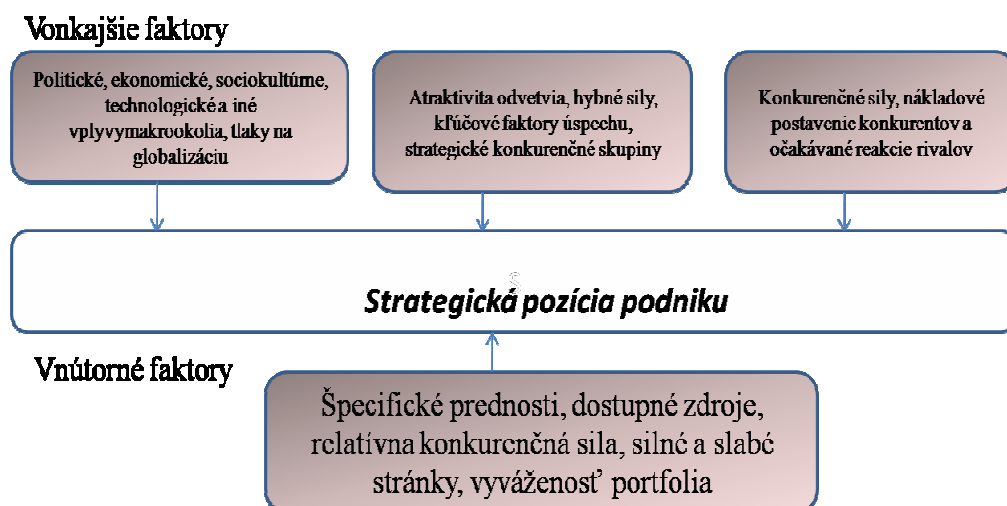 Vonkajšie faktory
Politické, ekonomické, sociokultúrne,
technologické a iné
vplyvymakrookolia, tlaky na
globalizáciu
Atraktivita odvetvia, hybné sily,
kľúčové faktory úspechu,
strategické konkurenčné skupiny
Konkurenčné sily, nákladové
postavenie konkurentov a
očakávané reakcie rivalov
S
Strategická pozícia podniku
Vnútorné faktory
Špecifické prednosti, dostupné zdroje,
relatívna konkurenčná sila, silné a slabé
stránky, vyváženosť portfolia